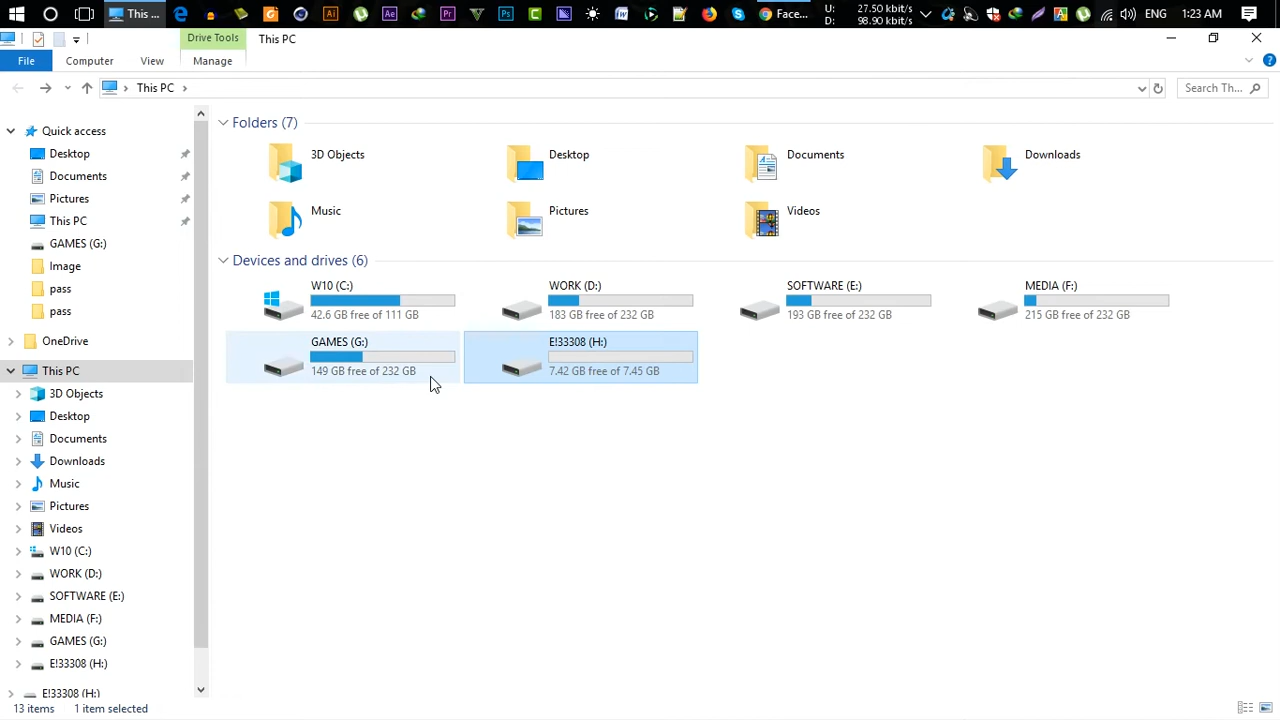 This ...
Ai
Ae
Pr
Ps
C
Face...
U: 27.50 kbit/s
D: 98.90 kbit/s
ENG
1:23 AM
Drive Tools
This PC
File
Computer
View
Manage
This PC
Search Th...
Quick access
Desktop
Documents
Pictures
This PC
GAMES (G:)
Image
pass
pass
OneDrive
This PC
3D Objects
Desktop
Documents
Downloads
Music
Pictures
Videos
W10 (C:)
WORK (D:)
SOFTWARE (E:)
MEDIA (F:)
GAMES (G:)
E!33308 (H:)
E!33308 (H:)
Folders (7)
3D Objects
Desktop
Documents
Downloads
Music
Pictures
Videos
Devices and drives (6)
W10 (C:)
42.6 GB free of 111 GB
WORK (D:)
183 GB free of 232 GB
SOFTWARE (E:)
193 GB free of 232 GB
MEDIA (F:)
215 GB free of 232 GB
GAMES (G:)
149 GB free of 232 GB
E!33308 (H:)
7.42 GB free of 7.45 GB
13 items
1 item selected